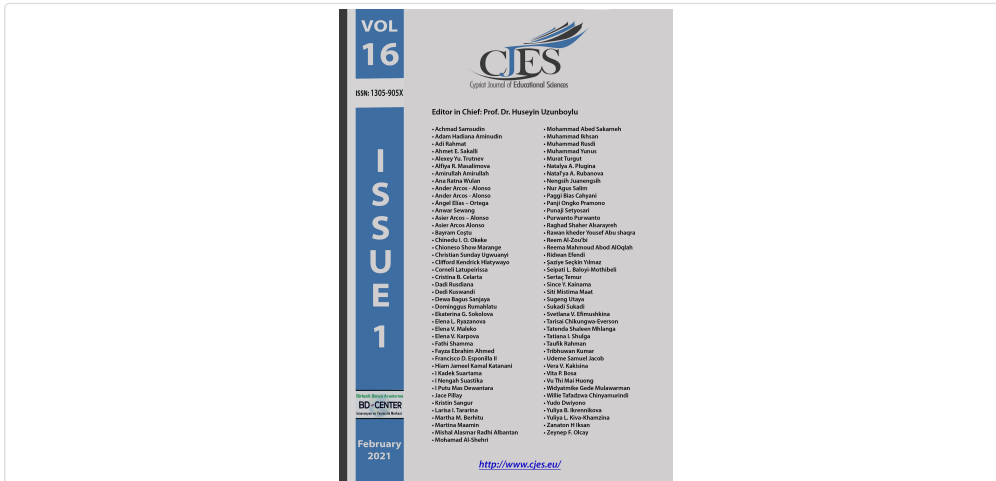 VOL
16
ISSN: 1305-905X
ISSUE
1
BD-CENTER
February
2021
CJES
Cypriot Journal of Educational Sciences
Editor in Chief: Prof. Dr. Huseyin Uzunboylu
• Achmad Samsudin
• Adam Hadiana Aminudin
• Adi Rahmat
• Ahmet E. Sakalli
• Alexey Yu. Trutnev
• Alfiya R. Masalimova
• Amirullah Amirullah
• Ana Ratna Wulan
• Ander Arcos - Alonso
• Ander Arcos - Alonso
• Ángel Elias – Ortega
• Anwar Sewang
• Asier Arcos – Alonso
• Asier Arcos Alonso
• Bayram Coştu
• Chinedu I. O. Okeke
• Chioneso Show Marange
• Christian Sunday Ugwuanyi
• Clifford Kendrick Hlatywayo
• Corneli Latupeirissa
• Cristina B. Celarta
• Dadi Rusdiana
• Dedi Kuswandi
• Dewa Bagus Sanjaya
• Dominggus Rumahlatu
• Ekaterina G. Sokolova
• Elena L. Ryazanova
• Elena V. Maleko
• Elena V. Karpova
• Fathi Shamma
• Fayza Ebrahim Ahmed
• Francisco D. Esponilla II
• Hiam Jameel Kamal Katanani
• I Kadek Suartama
• I Nengah Suastika
• I Putu Mas Dewantara
• Jace Pillay
• Kristin Sangur
• Larisa I. Tararina
• Martha M. Berhitu
• Martina Maamin
• Mishal Alasmar Radhi Albantan
• Mohamad Al-Shehri
• Mohammad Abed Sakarneh
• Muhammad Ikhsan
• Muhammad Rusdi
• Muhammad Yunus
• Murat Turgut
• Natalya A. Plugina
• Nataľya A. Rubanova
• Nengsih Juanengsih
• Nur Agus Salim
• Paggi Bias Cahyani
• Panji Ongko Pramono
• Punaji Setyosari
• Purwanto Purwanto
• Raghad Shaher Alsarayreh
• Rawan kheder Yousef Abu shaqra
• Reem Al-Zou'bi
• Reema Mahmoud Abod AlOqlah
• Ridwan Efendi
• Şaziye Seçkin Yılmaz
• Seipati L. Baloyi-Mothibeli
• Sertaç Temur
• Since Y. Kainama
• Siti Mistima Maat
• Sugeng Utaya
• Sukadi Sukadi
• Svetlana V. Efimushkina
• Tarisai Chikungwa-Everson
• Tatenda Shaleen Mhlanga
• Tatiana I. Shulga
• Taufik Rahman
• Tribhuwan Kumar
• Udeme Samuel Jacob
• Vera V. Kakisina
• Vita P. Bosa
• Vu Thi Mai Huong
• Widyatmike Gede Mulawarman
• Willie Tafadzwa Chinyamurindi
• Yudo Dwiyono
• Yuliya B. Ikrennikova
• Yuliya L. Kiva-Khamzina
• Zanaton H Iksan
• Zeynep F. Olcay
http://www.cjes.eu/